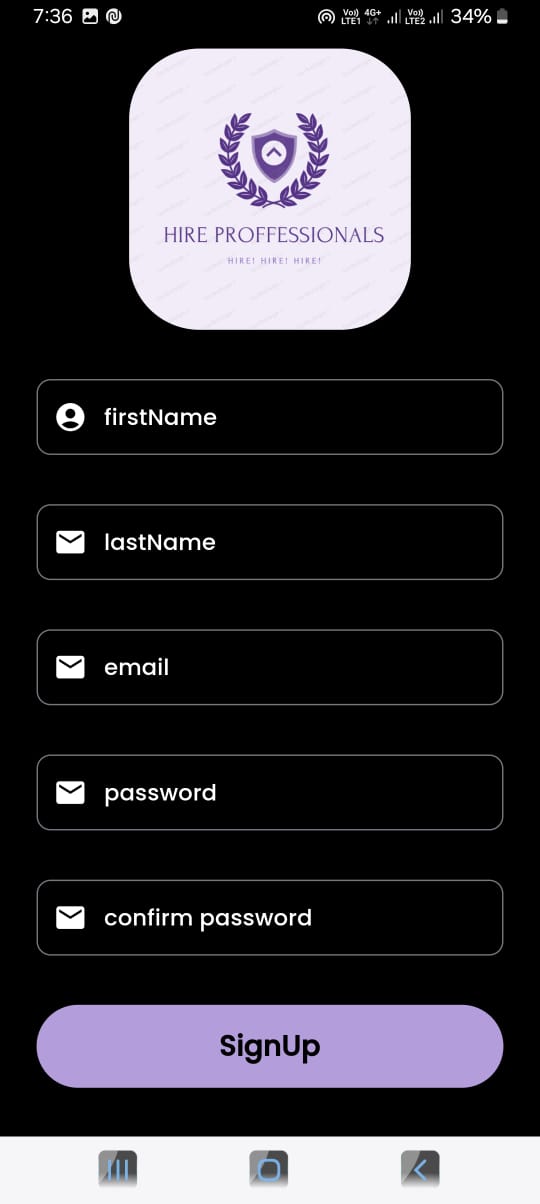 7:36
Vo)) LTE1 4G+ Vo)) LTE2 34%
HIRE PROFFESSIONALS
HIRE! HIRE! HIRE!
firstName
lastName
email
password
confirm password
SignUp